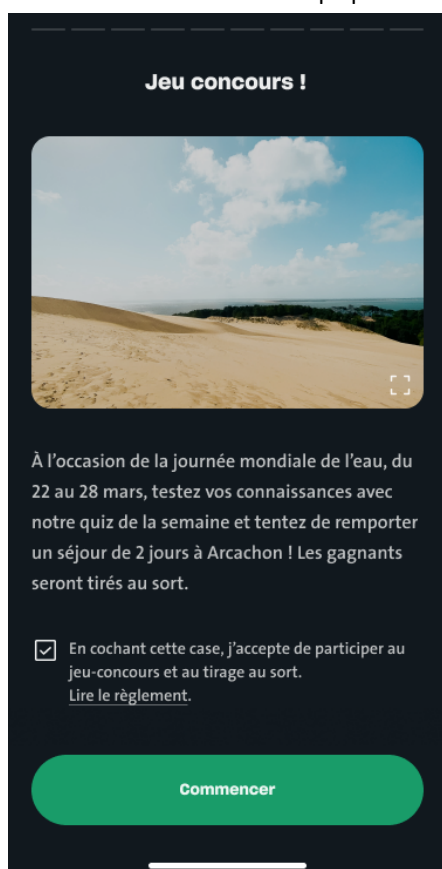 Jeu concours !
À l’occasion de la journée mondiale de l’eau, du
22 au 28 mars, testez vos connaissances avec
notre quiz de la semaine et tentez de remporter
un séjour de 2 jours à Arcachon ! Les gagnants
seront tirés au sort.
En cochant cette case, j’accepte de participer au
jeu-concours et au tirage au sort.
Lire le règlement.
Commencer